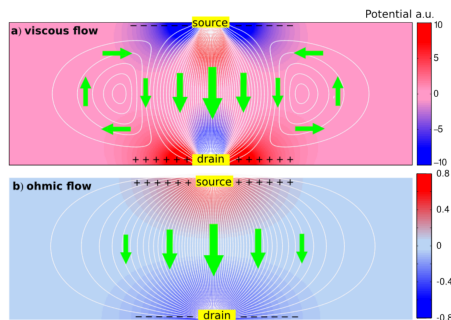 Potential a.u.
source
a) viscous flow
drain
10
5
0
−5
−10
b) ohmic flow
source
drain
0.8
0.4
0
-0.4
-0.8